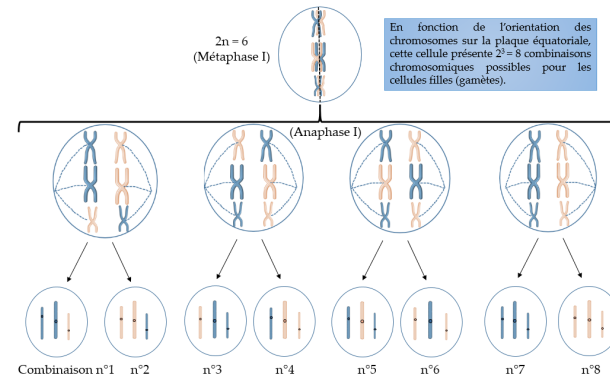 2n = 6
(Métaphase I)
En fonction de l'orientation des
chromosomes sur la plaque équatoriale,
cette cellule présente 2³ = 8 combinaisons
chromosomiques possibles pour les
cellules filles (gamètes).
(Anaphase I)
Combinaison n°1 n°2 n°3 n°4 n°5 n°6 n°7 n°8